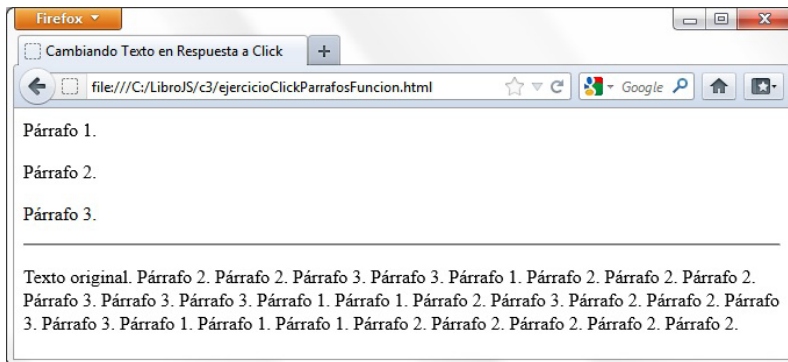 Firefox
Cambiando Texto en Respuesta a Click
file:///C:/LibroJS/c3/ejercicioClickParrafosFuncion.html
Google
Párrafo 1.
Párrafo 2.
Párrafo 3.
Texto original. Párrafo 2. Párrafo 2. Párrafo 3. Párrafo 3. Párrafo 1. Párrafo 2. Párrafo 2. Párrafo 2.
Párrafo 3. Párrafo 3. Párrafo 3. Párrafo 1. Párrafo 1. Párrafo 2. Párrafo 3. Párrafo 2. Párrafo 2. Párrafo
3. Párrafo 3. Párrafo 1. Párrafo 1. Párrafo 1. Párrafo 2. Párrafo 2. Párrafo 2. Párrafo 2. Párrafo 2.